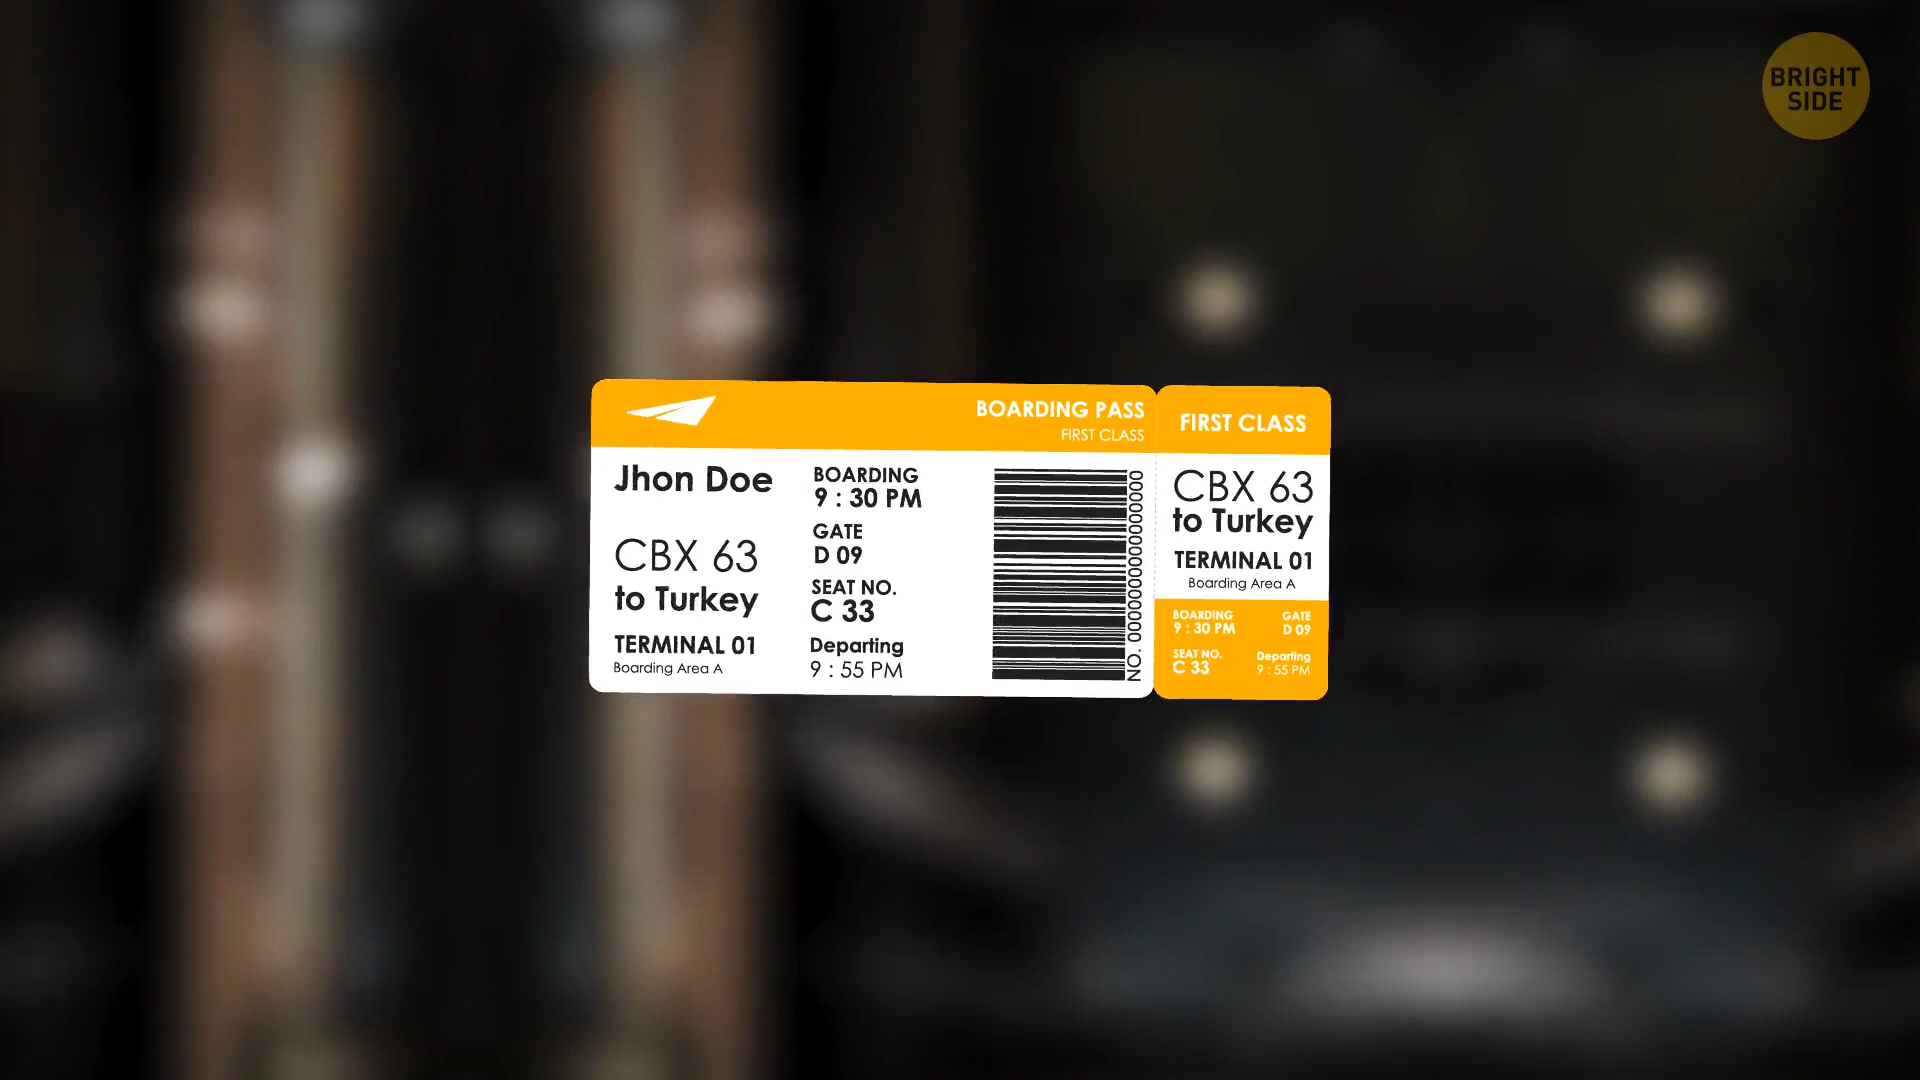 BRIGHT
SIDE
BOARDING PASS
FIRST CLASS
Jhon Doe
CBX 63
to Turkey
TERMINAL 01
Boarding Area A
BOARDING
9 : 30 PM
GATE
D 09
SEAT NO.
C 33
Departing
9 : 55 PM
FIRST CLASS
CBX 63
to Turkey
TERMINAL 01
Boarding Area A
BOARDING
9 : 30 PM
GATE
D 09
SEAT NO.
C 33
Departing
9 : 55 PM